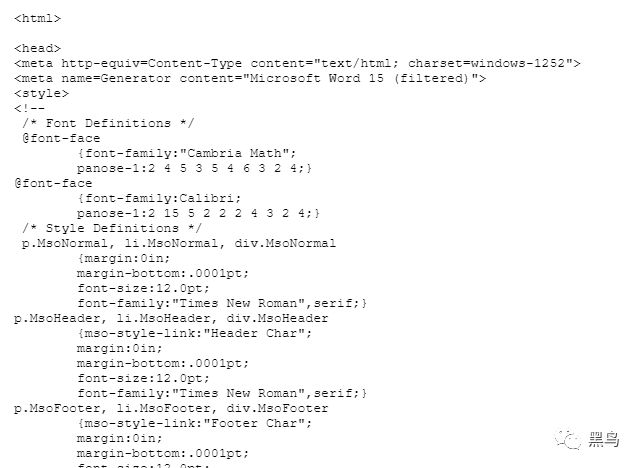 <html>
<head>
<meta http-equiv=Content-Type content="text/html; charset=windows-1252">
<meta name=Generator content="Microsoft Word 15 (filtered)">
<style>
<!--
 /* Font Definitions */
 @font-face
	{font-family:"Cambria Math";
	panose-1:2 4 5 3 5 4 6 3 2 4;}
@font-face
	{font-family:Calibri;
	panose-1:2 15 5 2 2 2 4 3 2 4;}
 /* Style Definitions */
 p.MsoNormal, li.MsoNormal, div.MsoNormal
	{margin:0in;
	margin-bottom:.0001pt;
	font-size:12.0pt;
	font-family:"Times New Roman",serif;}
p.MsoHeader, li.MsoHeader, div.MsoHeader
	{mso-style-link:"Header Char";
	margin:0in;
	margin-bottom:.0001pt;
	font-size:12.0pt;
	font-family:"Times New Roman",serif;}
p.MsoFooter, li.MsoFooter, div.MsoFooter
	{mso-style-link:"Footer Char";
	margin:0in;
	margin-bottom:.0001pt;
	font-size:12.0pt;
黑鸟